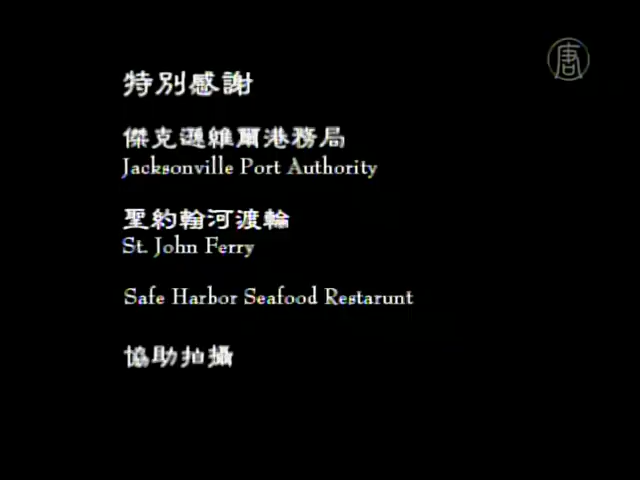 唐
特別感謝
傑克遜維爾港務局
Jacksonville Port Authority
聖約翰河渡輪
St. John Ferry
Safe Harbor Seafood Restarunt
協助拍攝